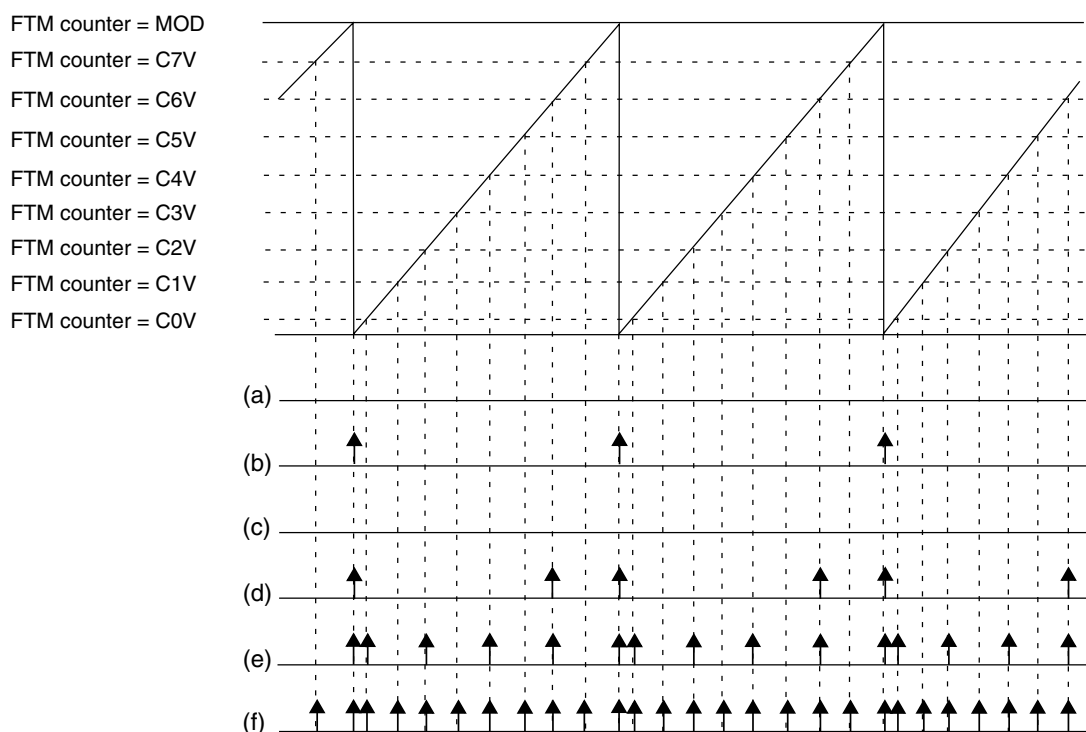 FTM counter = MOD
FTM counter = C7V
FTM counter = C6V
FTM counter = C5V
FTM counter = C4V
FTM counter = C3V
FTM counter = C2V
FTM counter = C1V
FTM counter = C0V
(a)
(b)
(c)
(d)
(e)
(f)